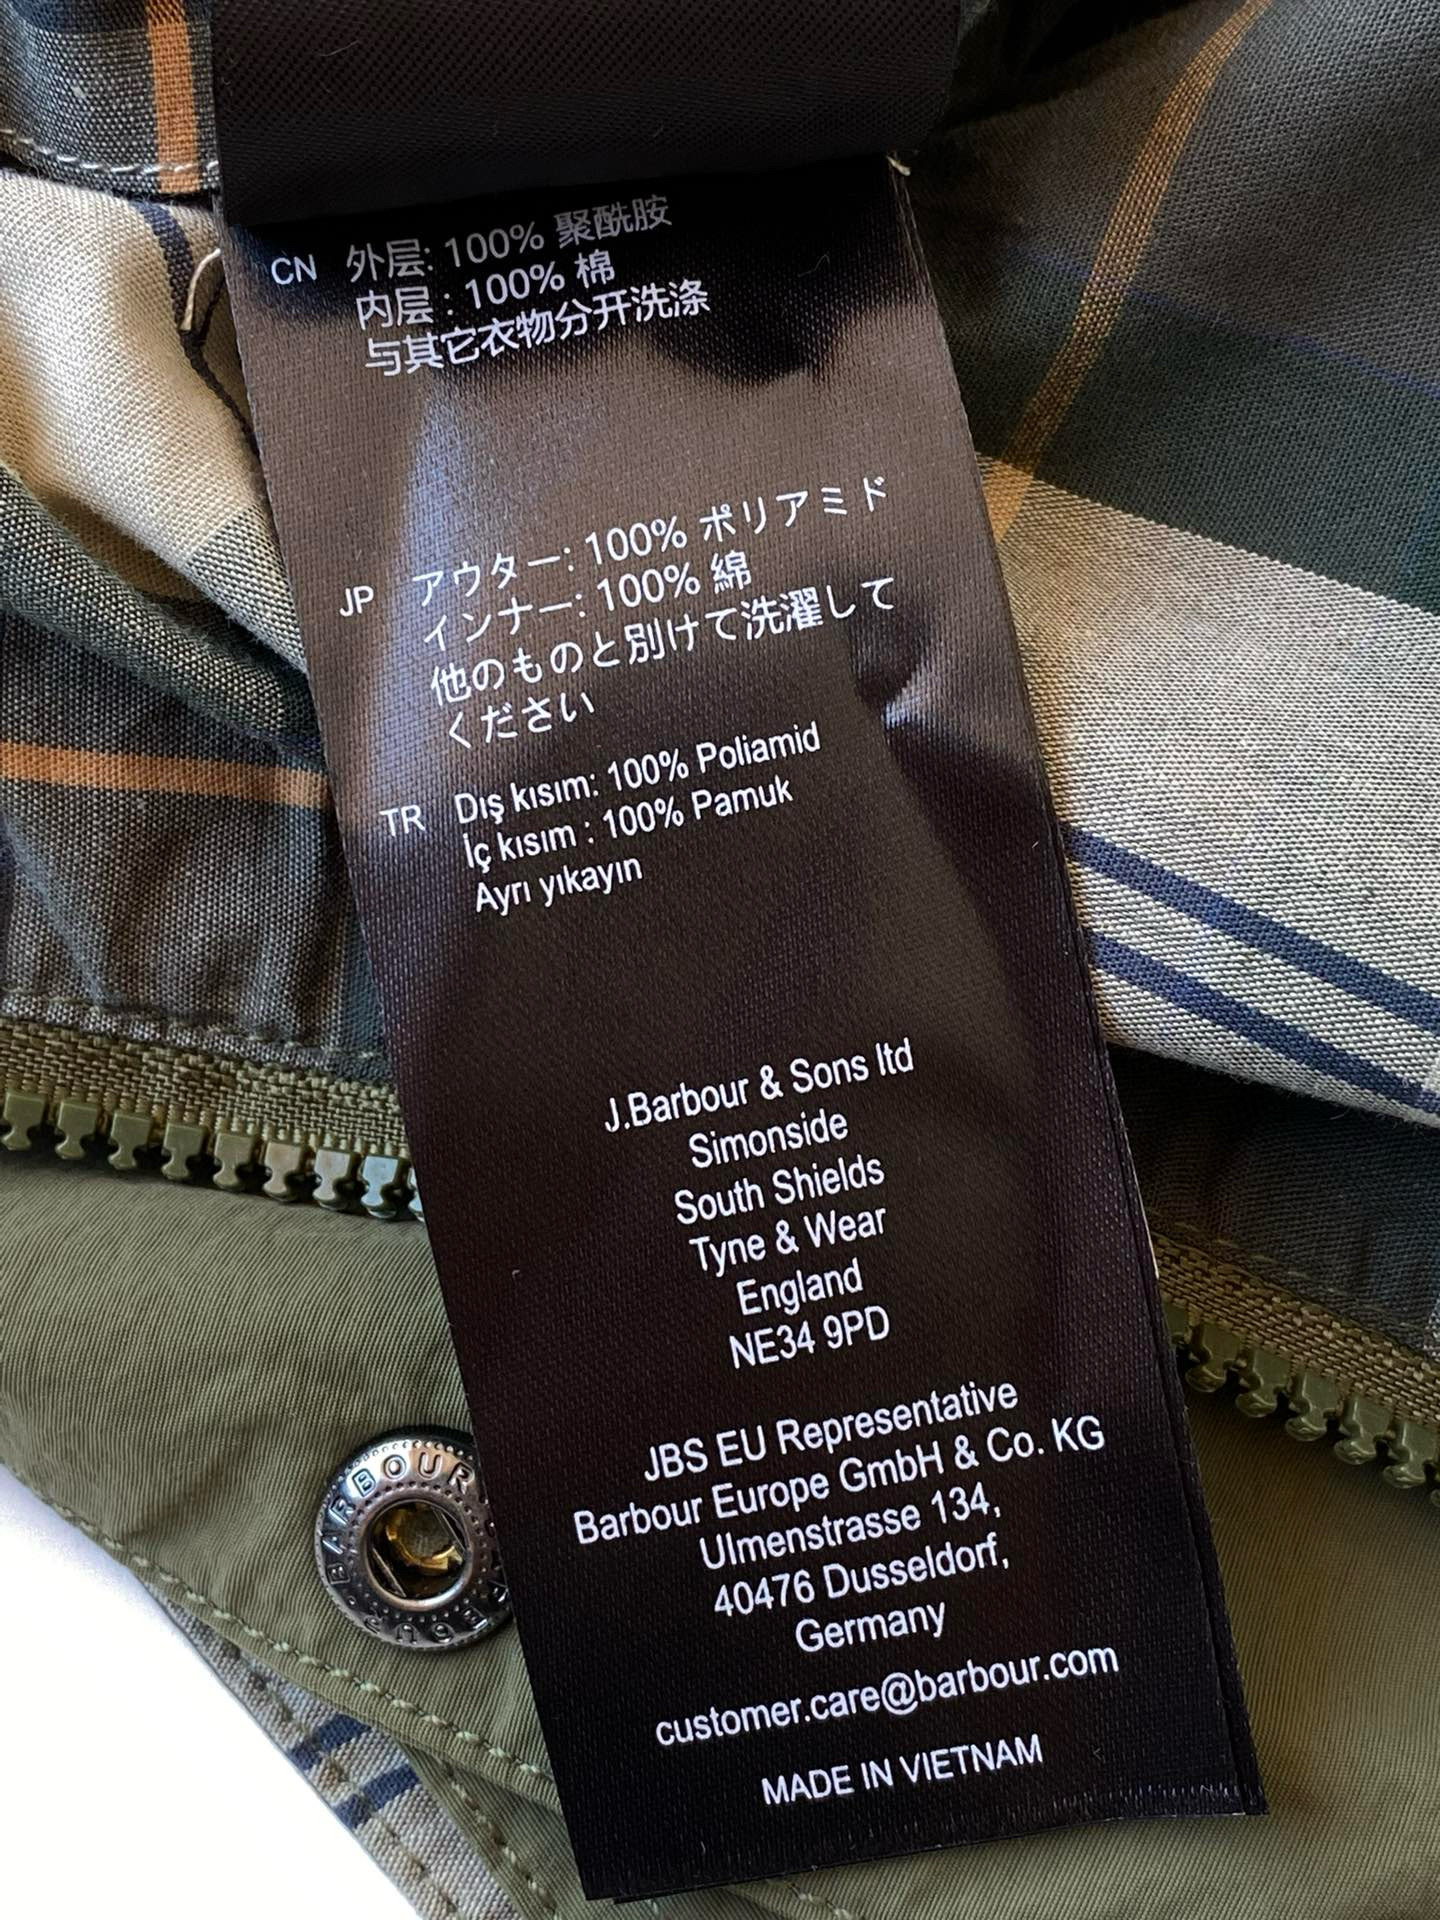 CN 外层: 100% 聚酰胺
内层 : 100% 棉
与其它衣物分开洗涤
JP アウター: 100% ポリアミド
インナー: 100% 綿
他のものと別けて洗濯して
ください
TR Dış kısım: 100% Poliamid
İç kısım : 100% Pamuk
Ayrı yıkayın
J.Barbour & Sons ltd
Simonside
South Shields
Tyne & Wear
England
NE34 9PD
JBS EU Representative
Barbour Europe GmbH & Co. KG
Ulmenstrasse 134,
40476 Dusseldorf,
Germany
customer.care@barbour.com
MADE IN VIETNAM
BARBOUR